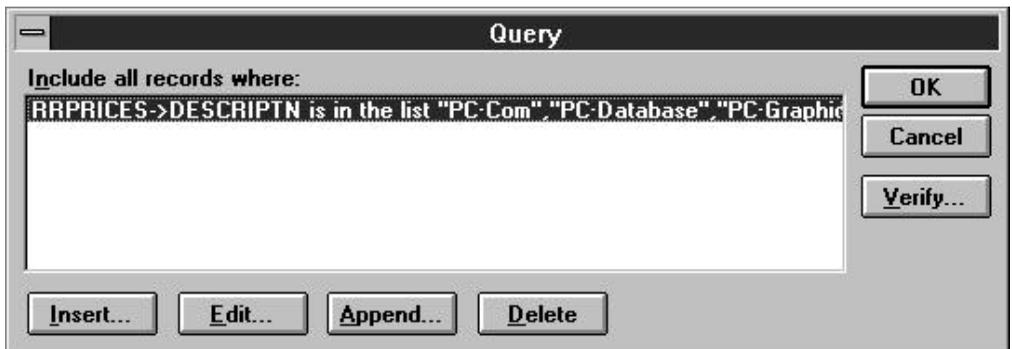 Query
Include all records where:
RRPRICES->DESCRIPTN is in the list "PC-Com","PC-Database","PC-Graphic
OK
Cancel
Verify...
Insert... Edit... Append... Delete